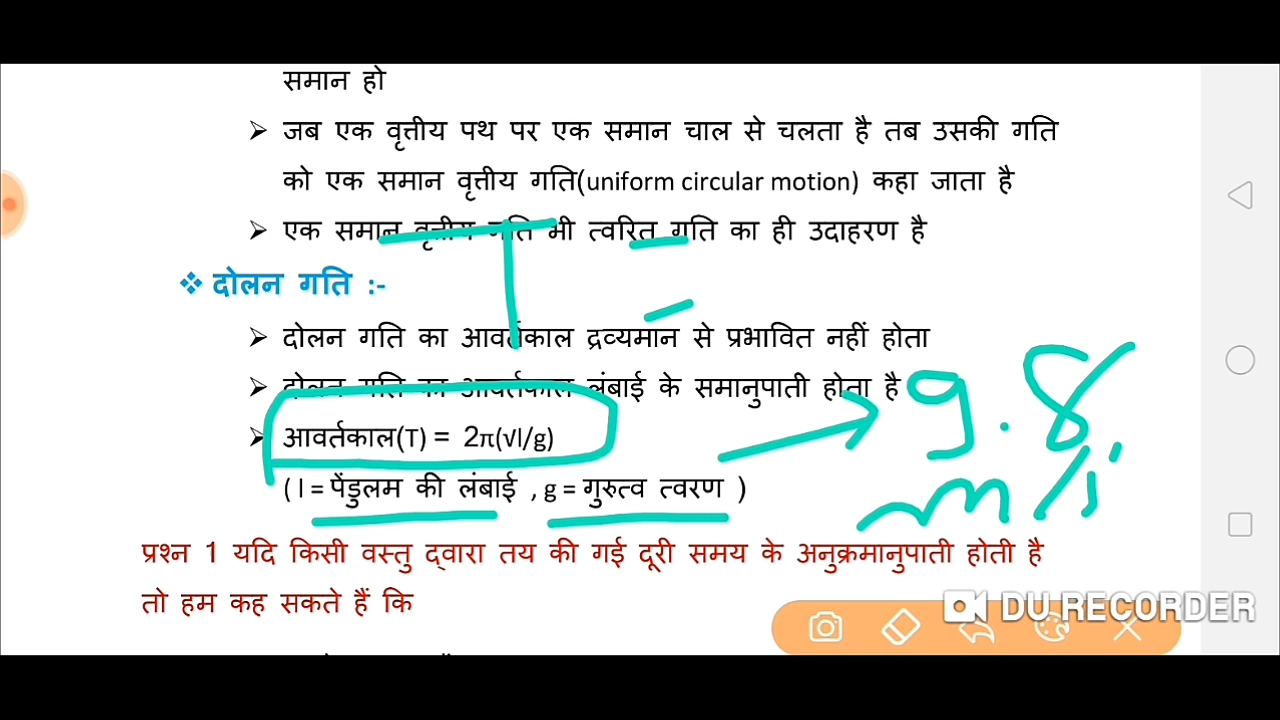 समान हो
➢ जब एक वृत्तीय पथ पर एक समान चाल से चलता है तब उसकी गति
को एक समान वृत्तीय गति(uniform circular motion) कहा जाता है
➢ एक समान वृत्तीय गति भी त्वरित गति का ही उदाहरण है
❖ दोलन गति :-
T =
➢ दोलन गति का आवर्तकाल द्रव्यमान से प्रभावित नहीं होता
➢ दोलन गति का आवर्तकाल लंबाई के समानुपाती होता है
9.8
➢ आवर्तकाल(T) = 2π(√l/g)
( l = पेंडुलम की लंबाई , g = गुरुत्व त्वरण )
m/
प्रश्न 1 यदि किसी वस्तु द्वारा तय की गई दूरी समय के अनुक्रमानुपाती होती है
तो हम कह सकते हैं कि
DU RECORDER